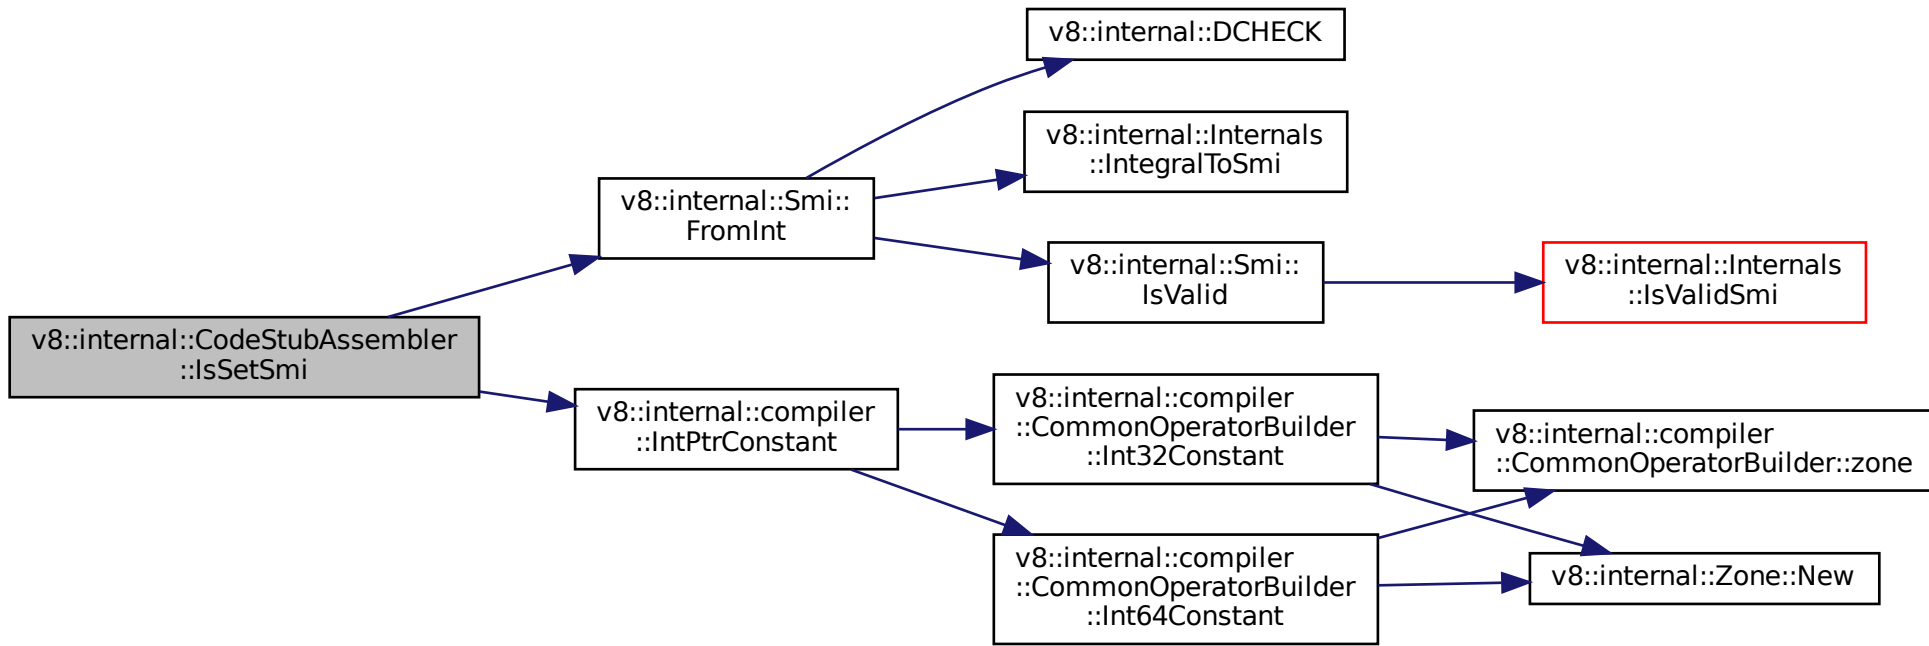 v8::internal::DCHECK
v8::internal::Internals
::IntegralToSmi
v8::internal::Smi::
FromInt
v8::internal::Smi::
IsValid
v8::internal::Internals
::IsValidSmi
v8::internal::CodeStubAssembler
::IsSetSmi
v8::internal::compiler
::IntPtrConstant
v8::internal::compiler
::CommonOperatorBuilder
::Int32Constant
v8::internal::compiler
::CommonOperatorBuilder::zone
v8::internal::compiler
::CommonOperatorBuilder
::Int64Constant
v8::internal::Zone::New